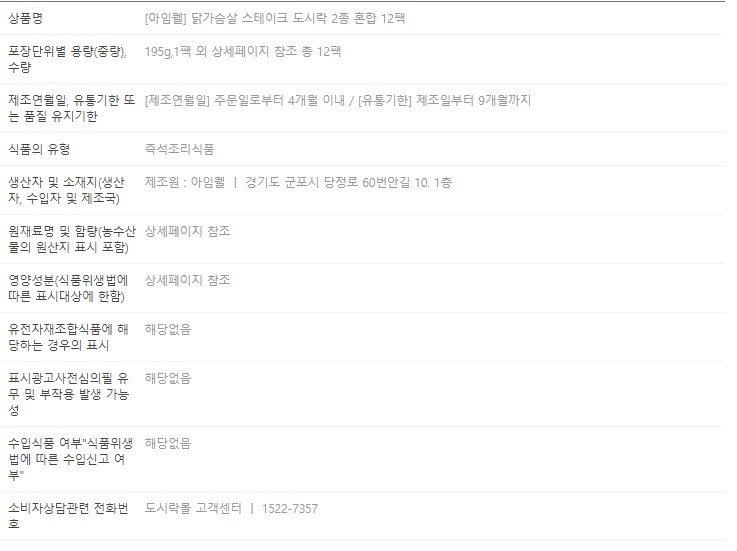 상품명
[아임웰] 닭가슴살 스테이크 도시락 2종 혼합 12팩
포장단위별 용량(중량),
수량
195g,1팩 외 상세페이지 참조 총 12팩
제조연월일, 유통기한 또
는 품질 유지기한
[제조연월일] 주문일로부터 4개월 이내 / [유통기한] 제조일부터 9개월까지
식품의 유형
즉석조리식품
생산자 및 소재지(생산
자, 수입자 및 제조국)
제조원 : 아임웰 ㅣ 경기도 군포시 당정로 60번안길 10. 1층
원재료명 및 함량(농수산
물의 원산지 표시 포함)
상세페이지 참조
영양성분(식품위생법에
따른 표시대상에 한함)
상세페이지 참조
유전자재조합식품에 해
당하는 경우의 표시
해당없음
표시광고사전심의필 유
무 및 부작용 발생 가능
성
해당없음
수입식품 여부"식품위생
법에 따른 수입신고 여
부"
해당없음
소비자상담관련 전화번
호
도시락몰 고객센터 ㅣ 1522-7357